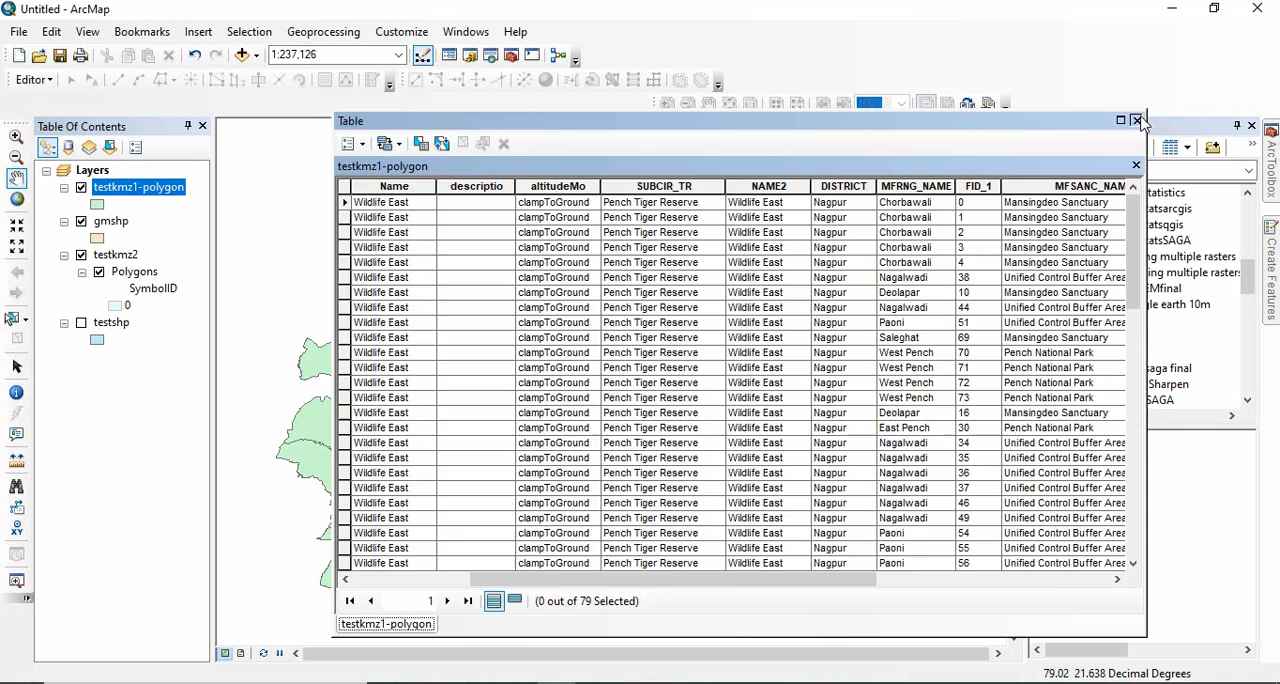 Untitled - ArcMap
File Edit View Bookmarks Insert Selection Geoprocessing Customize Windows Help
1:237,126
Editor
Table Of Contents
Layers
testkmz1-polygon
gmshp
testkmz2
Polygons
SymbolID
0
testshp
Table
testkmz1-polygon
Name descriptio altitudeMo SUBCIR_TR NAME2 DISTRICT MFRNG_NAME FID_1 MFSANC_NAM
Wildlife East clampToGround Pench Tiger Reserve Wildlife East Nagpur Chorbawali 0 Mansingdeo Sanctuary
Wildlife East clampToGround Pench Tiger Reserve Wildlife East Nagpur Chorbawali 1 Mansingdeo Sanctuary
Wildlife East clampToGround Pench Tiger Reserve Wildlife East Nagpur Chorbawali 2 Mansingdeo Sanctuary
Wildlife East clampToGround Pench Tiger Reserve Wildlife East Nagpur Chorbawali 3 Mansingdeo Sanctuary
Wildlife East clampToGround Pench Tiger Reserve Wildlife East Nagpur Chorbawali 4 Mansingdeo Sanctuary
Wildlife East clampToGround Pench Tiger Reserve Wildlife East Nagpur Nagalwadi 38 Unified Control Buffer Area
Wildlife East clampToGround Pench Tiger Reserve Wildlife East Nagpur Deolapar 10 Mansingdeo Sanctuary
Wildlife East clampToGround Pench Tiger Reserve Wildlife East Nagpur Nagalwadi 44 Unified Control Buffer Area
Wildlife East clampToGround Pench Tiger Reserve Wildlife East Nagpur Paoni 51 Unified Control Buffer Area
Wildlife East clampToGround Pench Tiger Reserve Wildlife East Nagpur Saleghat 69 Mansingdeo Sanctuary
Wildlife East clampToGround Pench Tiger Reserve Wildlife East Nagpur West Pench 70 Pench National Park
Wildlife East clampToGround Pench Tiger Reserve Wildlife East Nagpur West Pench 71 Pench National Park
Wildlife East clampToGround Pench Tiger Reserve Wildlife East Nagpur West Pench 72 Pench National Park
Wildlife East clampToGround Pench Tiger Reserve Wildlife East Nagpur West Pench 73 Pench National Park
Wildlife East clampToGround Pench Tiger Reserve Wildlife East Nagpur Deolapar 16 Mansingdeo Sanctuary
Wildlife East clampToGround Pench Tiger Reserve Wildlife East Nagpur East Pench 30 Pench National Park
Wildlife East clampToGround Pench Tiger Reserve Wildlife East Nagpur Nagalwadi 34 Unified Control Buffer Area
Wildlife East clampToGround Pench Tiger Reserve Wildlife East Nagpur Nagalwadi 35 Unified Control Buffer Area
Wildlife East clampToGround Pench Tiger Reserve Wildlife East Nagpur Nagalwadi 36 Unified Control Buffer Area
Wildlife East clampToGround Pench Tiger Reserve Wildlife East Nagpur Nagalwadi 37 Unified Control Buffer Area
Wildlife East clampToGround Pench Tiger Reserve Wildlife East Nagpur Nagalwadi 46 Unified Control Buffer Area
Wildlife East clampToGround Pench Tiger Reserve Wildlife East Nagpur Nagalwadi 49 Unified Control Buffer Area
Wildlife East clampToGround Pench Tiger Reserve Wildlife East Nagpur Paoni 54 Unified Control Buffer Area
Wildlife East clampToGround Pench Tiger Reserve Wildlife East Nagpur Paoni 55 Unified Control Buffer Area
Wildlife East clampToGround Pench Tiger Reserve Wildlife East Nagpur Paoni 56 Unified Control Buffer Area
1 (0 out of 79 Selected)
testkmz1-polygon
tatistics
tatsarcgis
tatsqgis
atsSAGA
ng multiple rasters
ing multiple rasters
EMfinal
gle earth 10m
saga final
Sharpen
SAGA
ArcToolbox
Create Features
79.02 21.638 Decimal Degrees